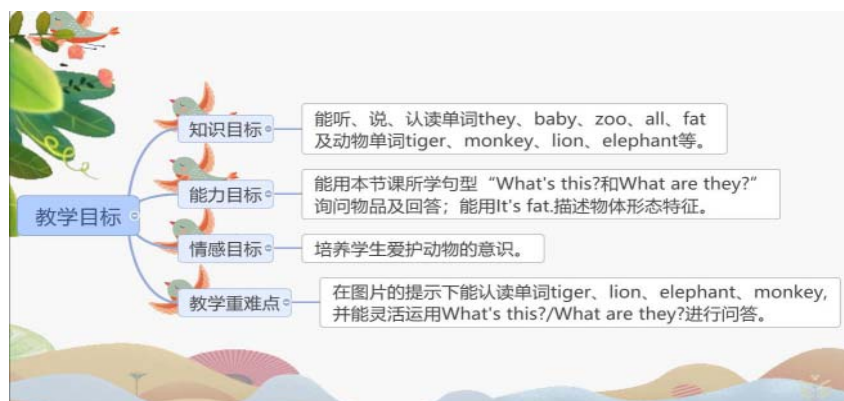 教学目标
知识目标
能听、说、认读单词they、baby、zoo、all、fat
及动物单词tiger、monkey、lion、elephant等。
能力目标
能用本节课所学句型“What's this?和What are they?”
询问物品及回答；能用It's fat.描述物体形态特征。
情感目标
培养学生爱护动物的意识。
教学重难点
在图片的提示下能认读单词tiger、lion、elephant、monkey,
并能灵活运用What's this?/What are they?进行问答。